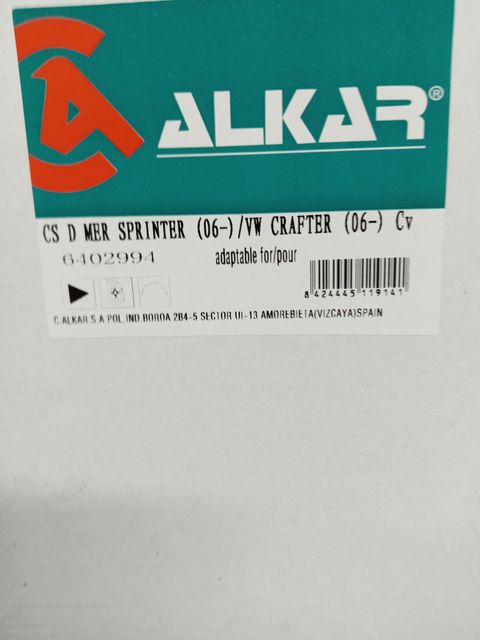 ALKAR®
CS D MER SPRINTER (06-)/VW CRAFTER (06-) Cv
6402994
adaptable for/pour
8 424445 119141
C.ALKAR.S.A.POL.IND.BOROA 2B4-5 SECTOR UI-13 AMOREBIETA(VIZCAYA)SPAIN